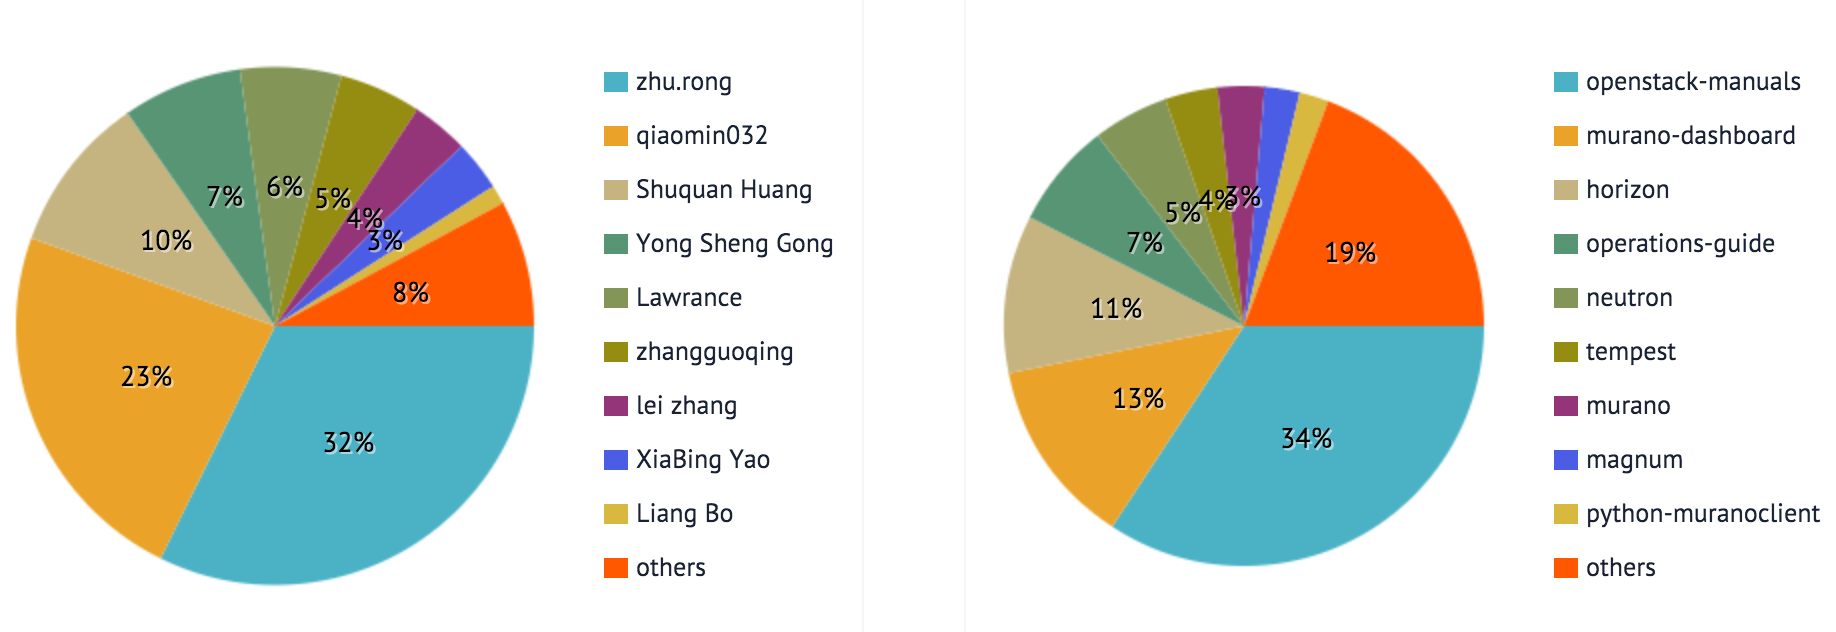 32%
23%
10%
7%
6%
5%
4%
3%
8%
zhu.rong
qiaomin032
Shuquan Huang
Yong Sheng Gong
Lawrance
zhangguoqing
lei zhang
XiaBing Yao
Liang Bo
others
34%
13%
11%
7%
5%
4%
3%
19%
openstack-manuals
murano-dashboard
horizon
operations-guide
neutron
tempest
murano
magnum
python-muranoclient
others